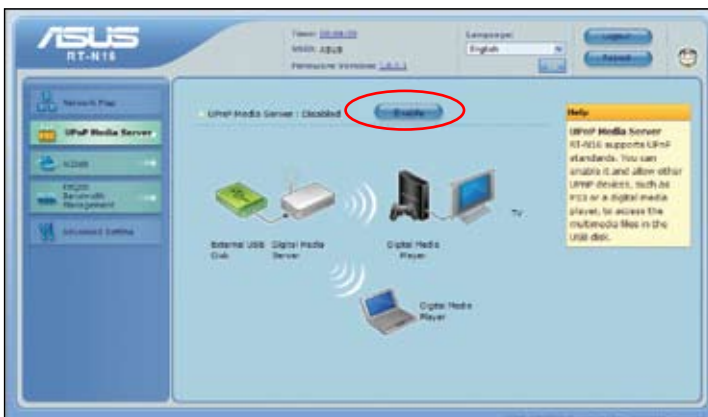 ASUS
RT-N16
Time:
SSID: ASUS
Firmware Version:
Language:
English
Logout
Reboot
Network Map
UPnP Media Server
AiDisk
EzQoS
Bandwidth
Management
Advanced Setting
UPnP Media Server : Disabled
Enable
External USB
Disk
Digital Media
Server
Digital Media
Player
TV
Digital Media
Player
Help
UPnP Media Server
RT-N16 supports UPnP
standards. You can
enable it and allow other
UPNP devices, such as
PS3 or a digital media
player, to access the
multimedia files in the
USB disk.